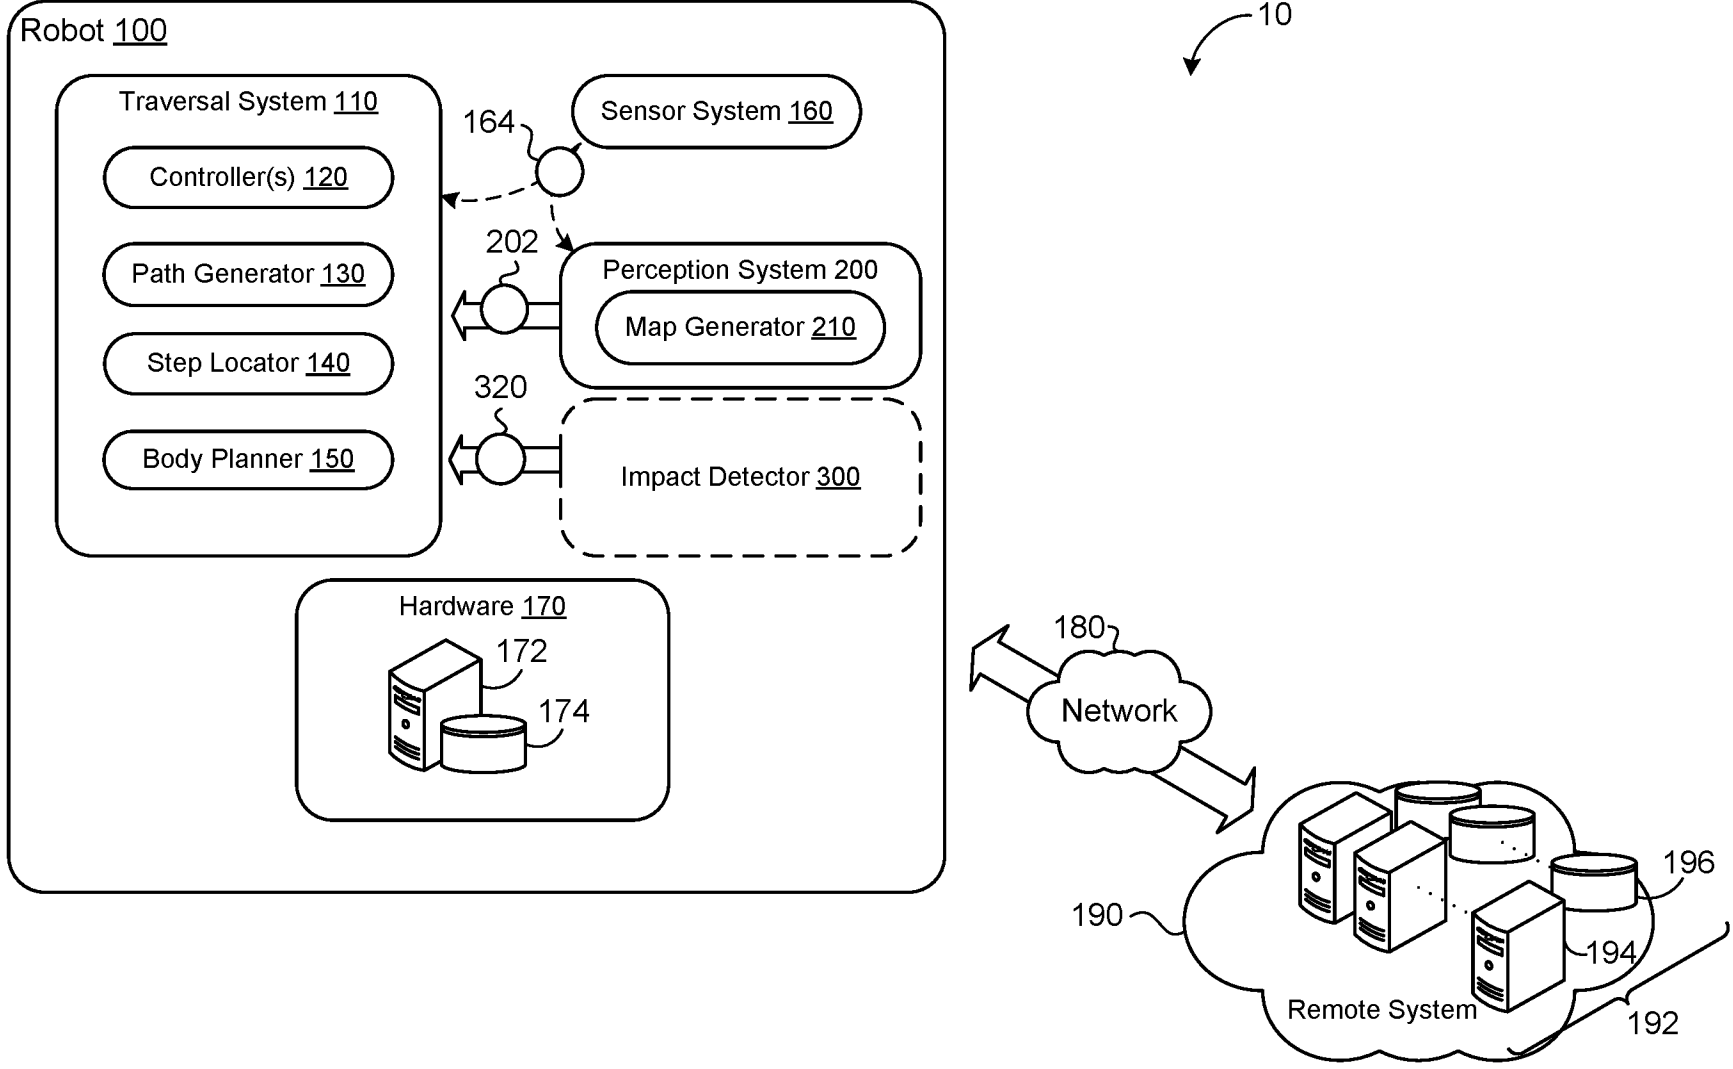 Robot 100
10
Traversal System 110
Controller(s) 120
Path Generator 130
Step Locator 140
Body Planner 150
164
Sensor System 160
202
Perception System 200
Map Generator 210
320
Impact Detector 300
Hardware 170
172
174
180
Network
190
196
194
Remote System
192